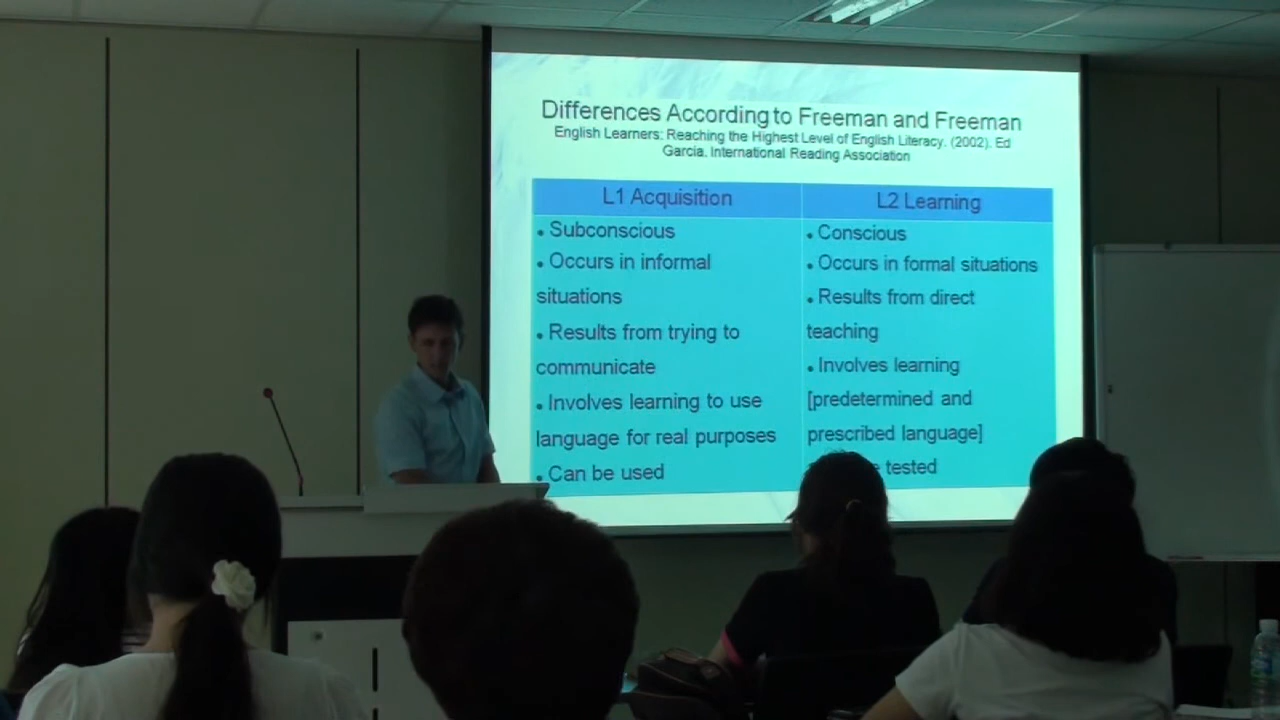 Differences According to Freeman and Freeman
English Learners: Reaching the Highest Level of English Literacy. (2002). Ed
Garcia. International Reading Association
L1 Acquisition
• Subconscious
• Occurs in informal
situations
• Results from trying to
communicate
• Involves learning to use
language for real purposes
• Can be used
L2 Learning
• Conscious
• Occurs in formal situations
• Results from direct
teaching
• Involves learning
[predetermined and
prescribed language]
tested